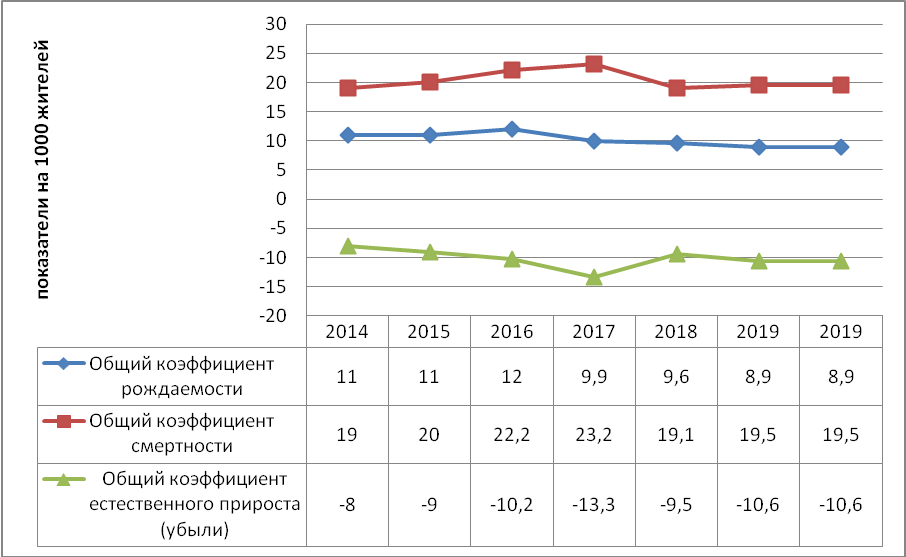 показатели на 1000 жителей
30
25
20
15
10
5
0
-5
-10
-15
-20
2014 2015 2016 2017 2018 2019 2019
Общий коэффициент
рождаемости
11 11 12 9,9 9,6 8,9 8,9
Общий коэффициент
смертности
19 20 22,2 23,2 19,1 19,5 19,5
Общий коэффициент
естественного прироста
(убыли)
-8 -9 -10,2 -13,3 -9,5 -10,6 -10,6